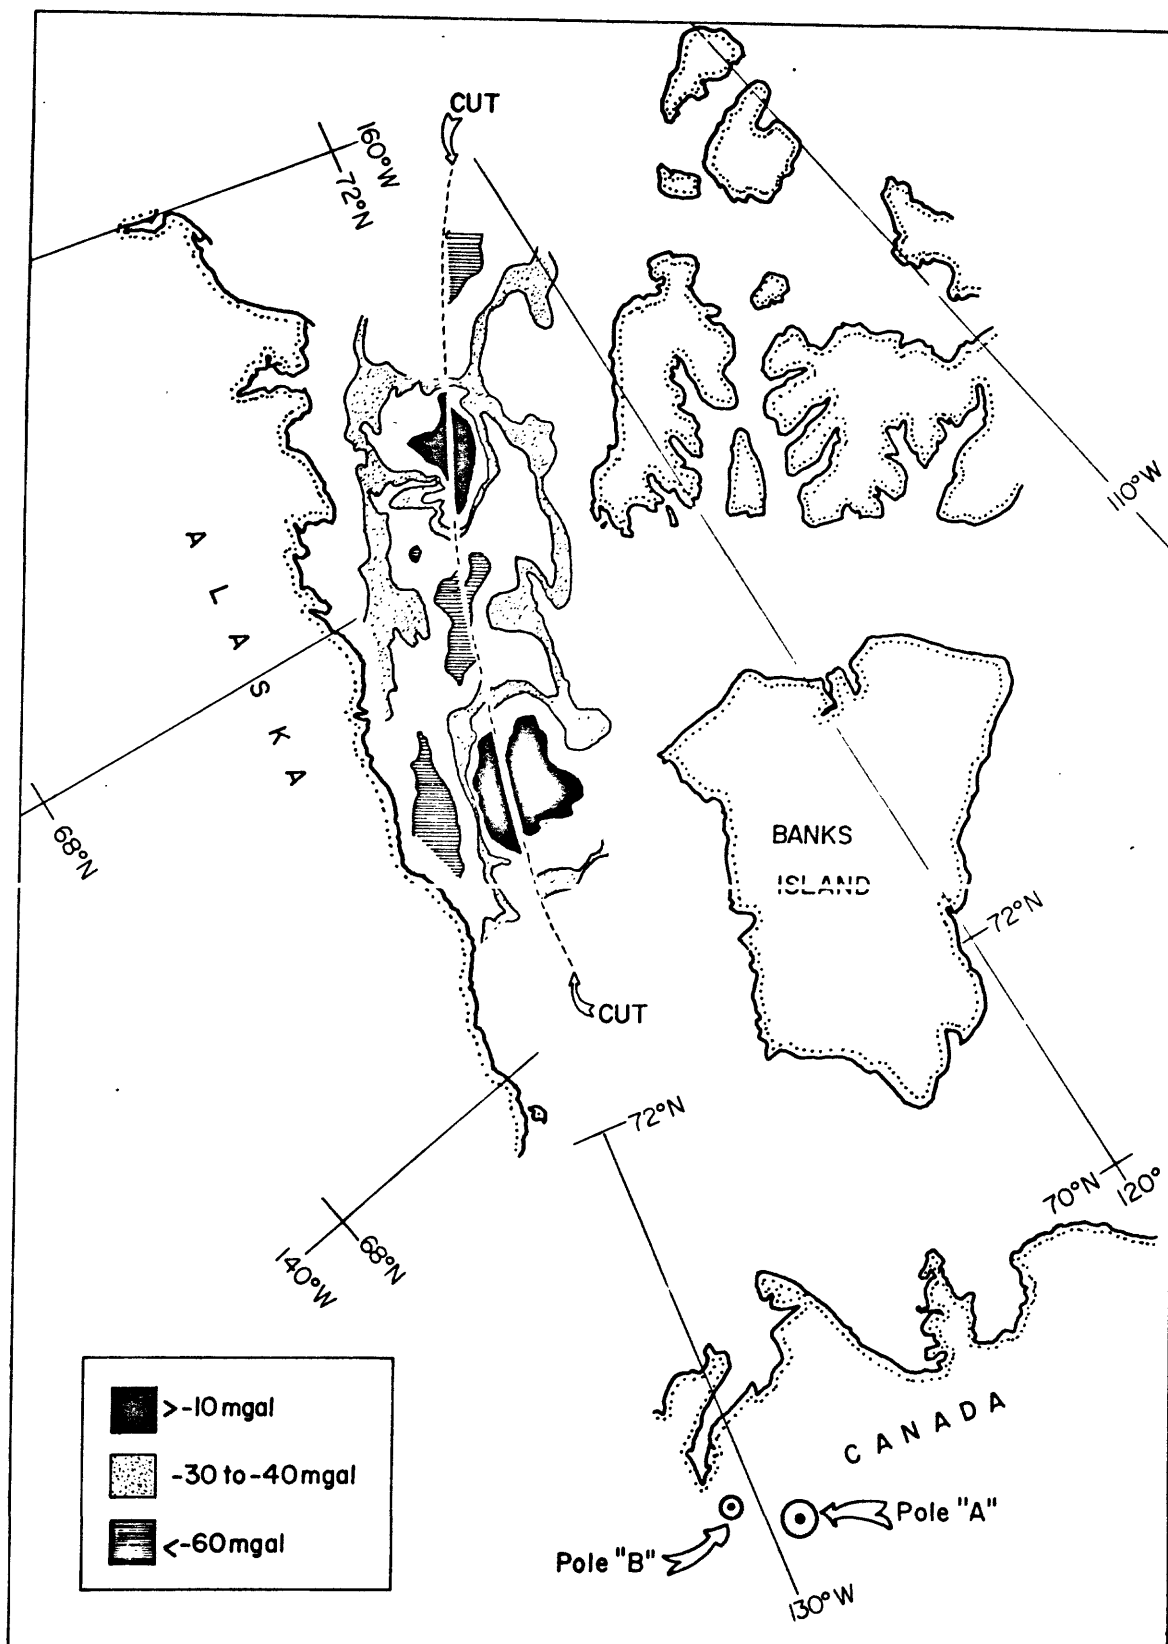 CUT
160°W
72°N
110°W
ALASKA
68°N
BANKS
ISLAND
72°N
CUT
72°N
70°N
120°
140°W
68°N
>-10 mgal
-30 to -40 mgal
<-60 mgal
CANADA
Pole "A"
Pole "B"
130°W